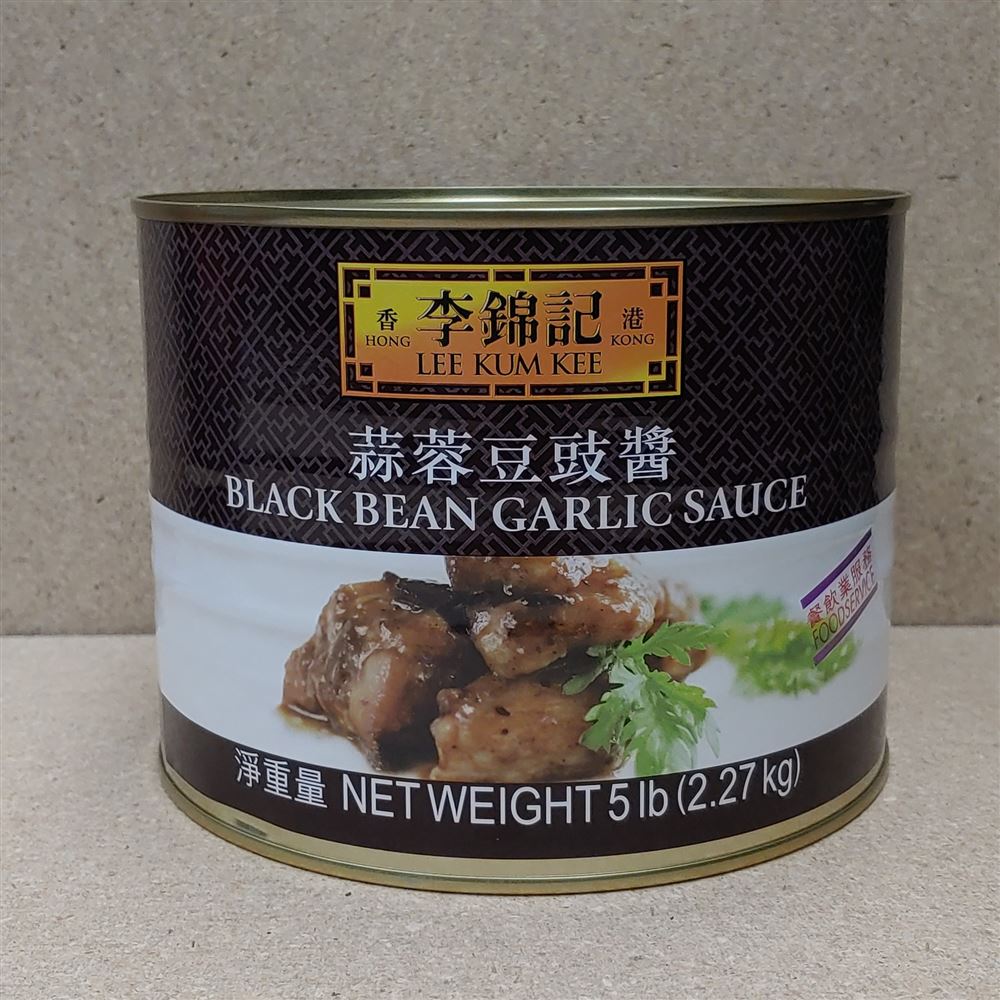 香 李錦記 港
HONG LEE KUM KEE KONG
蒜蓉豆豉醬
BLACK BEAN GARLIC SAUCE
餐飲業服務
FOODSERVICE
淨重量 NET WEIGHT 5 lb (2.27 kg)